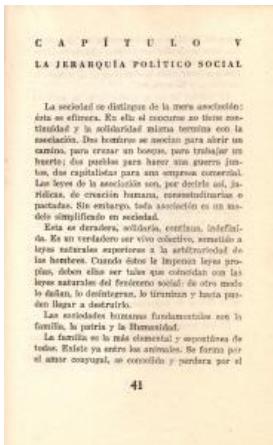 CAPÍTULO V
LA JERARQUÍA POLÍTICO SOCIAL
La sociedad se distingue de la mera asociación:
ésta es efímera. En ella el concurso no tiene con-
tinuidad y la solidaridad misma termina con la
asociación. Dos hombres se asocian para abrir un
camino, para cruzar un bosque, para trabajar un
huerto; dos pueblos para hacer una guerra jun-
tos, dos capitalistas para una empresa comercial.
Las leyes de la asociación son, por decirlo así, ju-
rídicas, de creación humana, consuetudinarias o
pactadas. Sin embargo, toda asociación es un mo-
delo simplificado en sociedad.
Esta es duradera, solidaria, continua, indefini-
da. Es un verdadero ser vivo colectivo, sometido a
leyes naturales superiores a la arbitrariedad de
los hombres. Cuando éstos le imponen leyes pro-
pias, deben ellas ser tales que coincidan con las
leyes naturales del fenómeno social: de otro modo
lo dañan, lo desintegran, lo tiranizan y hasta pue-
den llegar a destruirlo.
Las sociedades humanas fundamentales son la
familia, la patria y la Humanidad.
La familia es la más elemental y espontánea de
todas. Existe ya entre los animales. Se forma por
el amor conyugal, se consolida y perdura por el
41